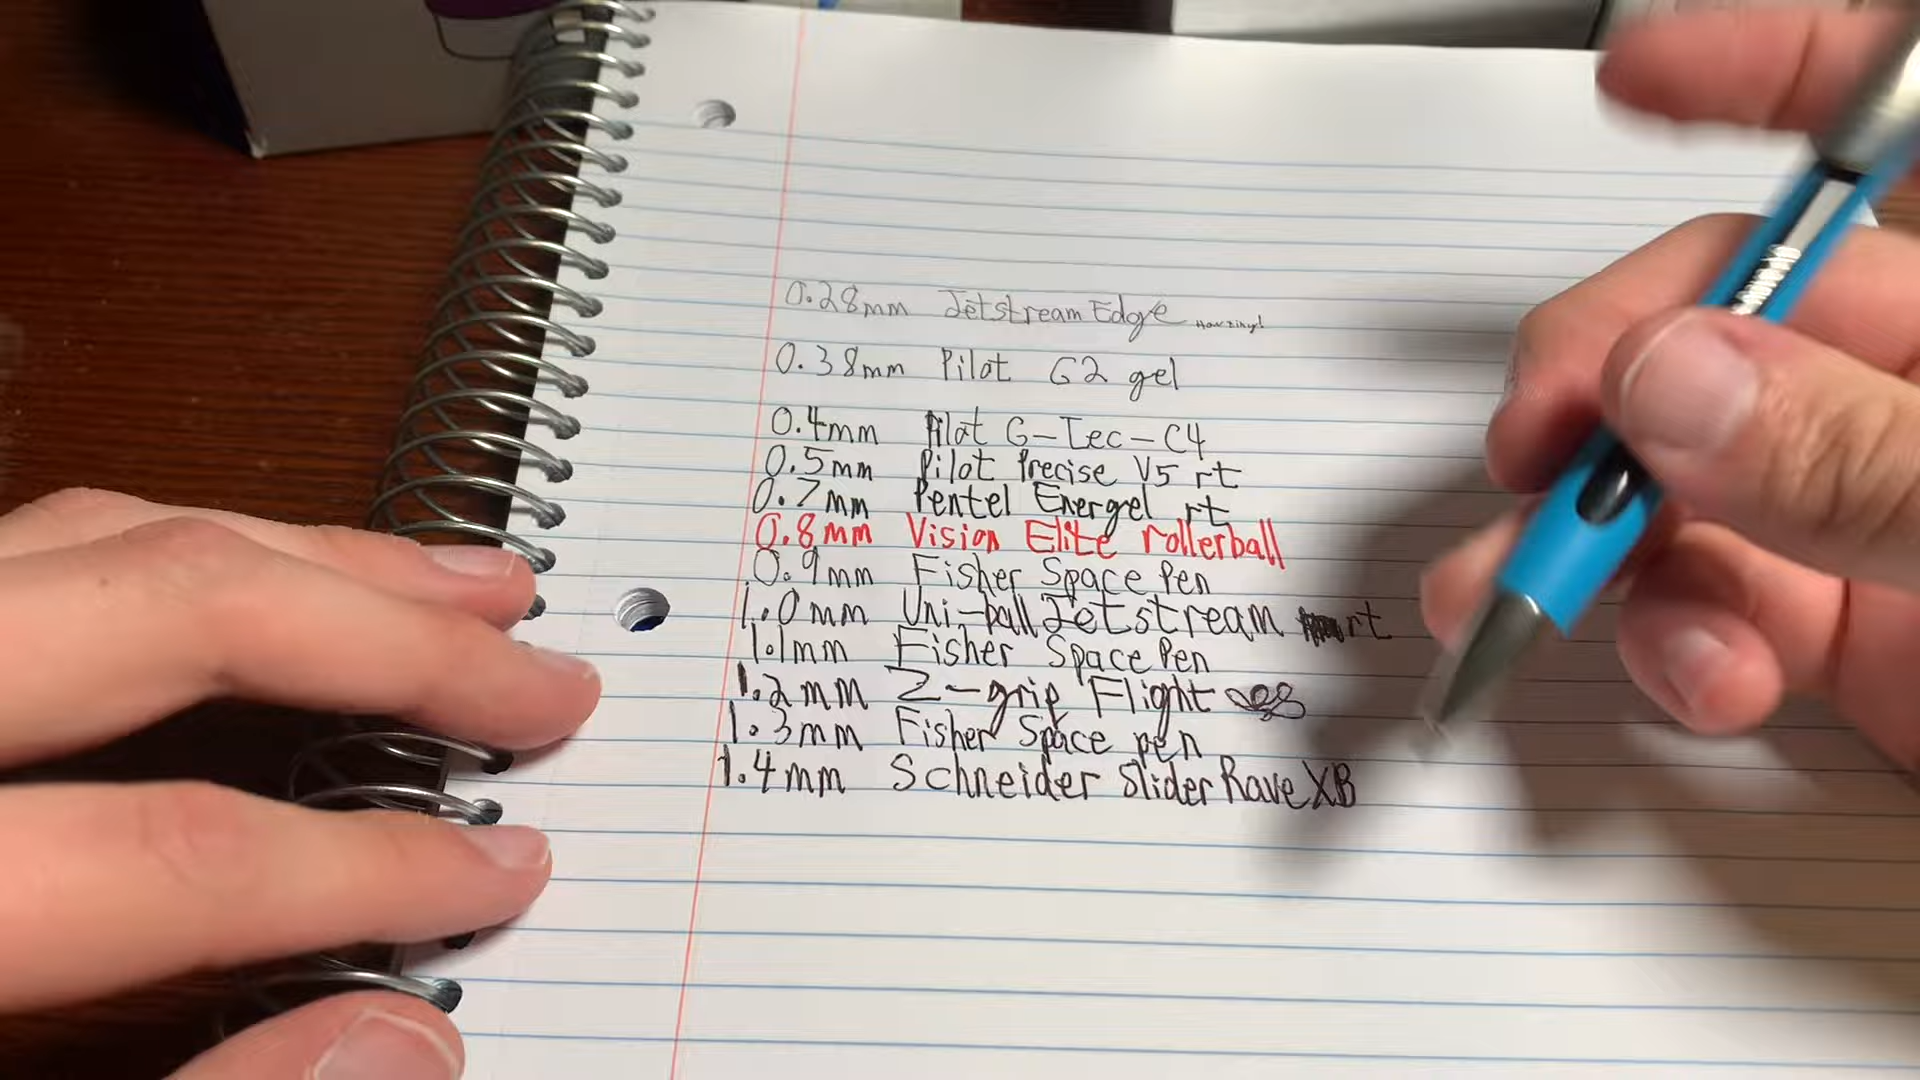 0.28mm Jetstream Edge
0.38mm Pilot G2 gel
0.4mm Pilot G-Tec-C4
0.5mm Pilot Precise V5 rt
0.7mm Pentel Energel rt
0.8mm Vision Elite rollerball
0.9mm Fisher Space Pen
1.0mm Uni-ball Jetstream rt
1.1mm Fisher Space Pen
1.2mm Z-grip Flight
1.3mm Fisher Space pen
1.4mm Schneider Slider Rave XB